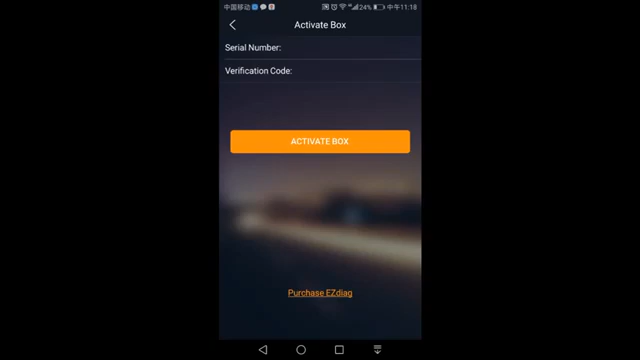 中国移动 24% 中午11:18
Activate Box
Serial Number:
Verification Code:
ACTIVATE BOX
Purchase EZdiag